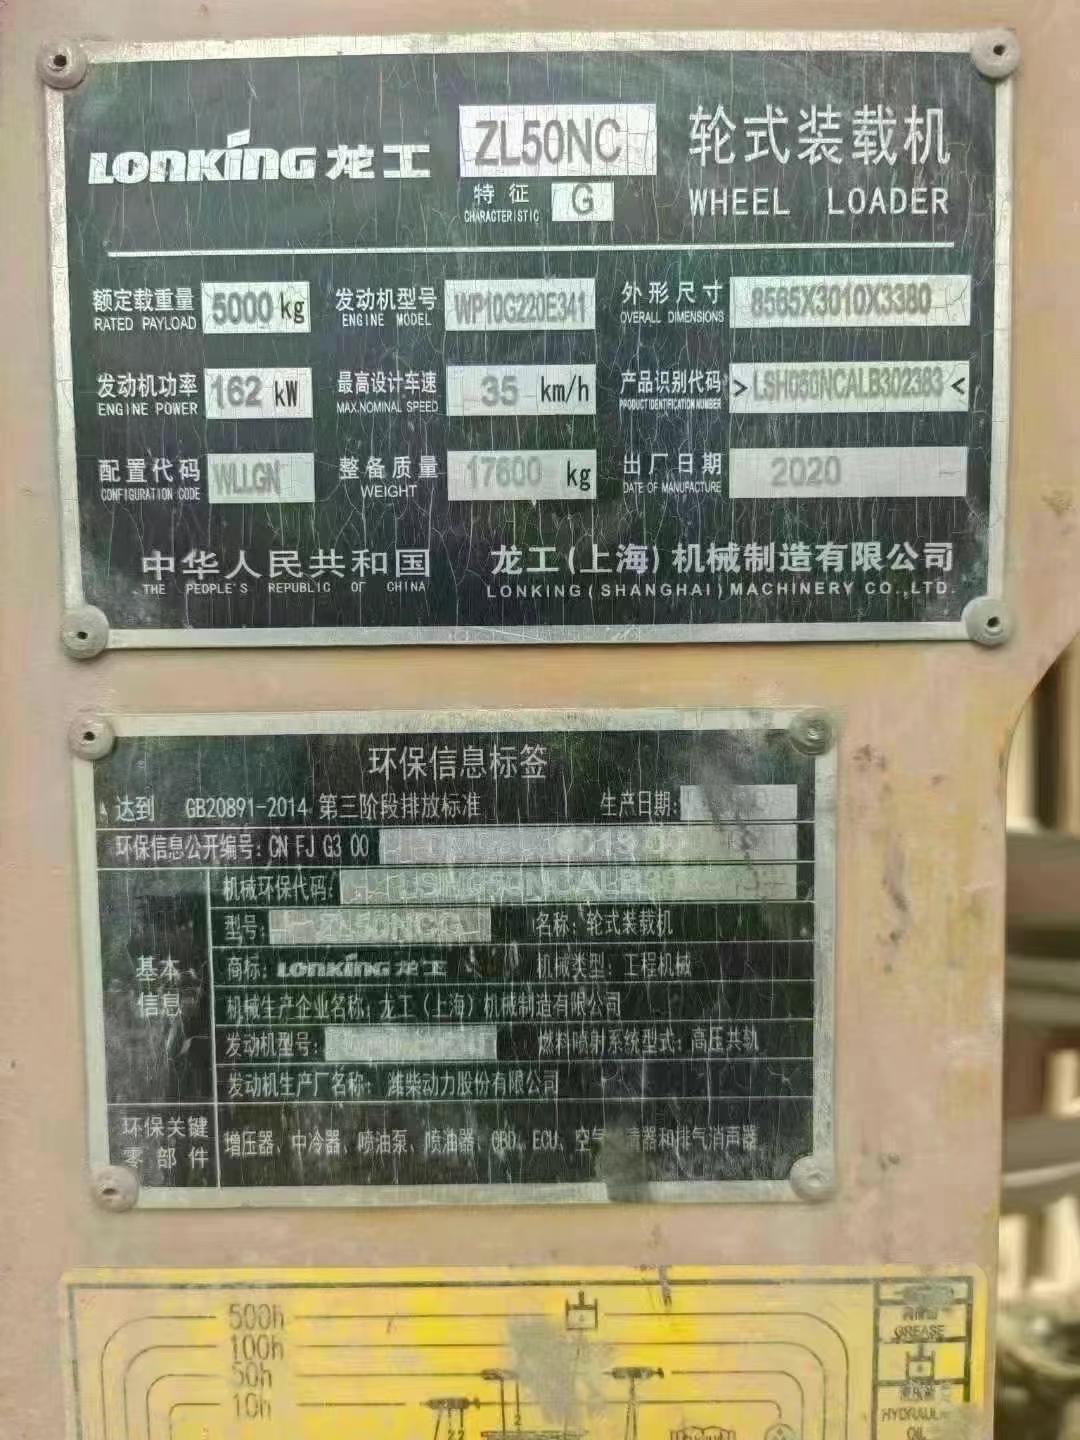 LONKING 龙工 ZL50NC 轮式装载机
特征 G
CHARACTERISTIC
WHEEL LOADER
额定载重量 5000 kg 发动机型号 WP10G220E341 外形尺寸 8565X3010X3380
RATED PAYLOAD ENGINE MODEL OVERALL DIMENSIONS
发动机功率 162 kW 最高设计车速 35 km/h 产品识别代码
ENGINE POWER MAX.NOMINAL SPEED PRODUCT IDENTIFICATION NUMBER
配置代码 WLLGN 整备质量 17600 kg 出厂日期 2020
CONFIGURATION CODE WEIGHT DATE OF MANUFACTURE
中华人民共和国 龙工(上海)机械制造有限公司
THE PEOPLE'S REPUBLIC OF CHINA LONKING(SHANGHAI)MACHINERY CO.,LTD.
环保信息标签
达到 GB20891-2014 第三阶段排放标准 生产日期:
环保信息公开编号: CN FJ G3 00
机械环保代码:
型号: ZL50NCG 名称: 轮式装载机
基本信息
商标: LONKING 龙工 机械类型: 工程机械
机械生产企业名称: 龙工(上海)机械制造有限公司
发动机型号: 燃料喷射系统型式: 高压共轨
发动机生产厂名称: 潍柴动力股份有限公司
环保关键零部件
增压器、中冷器、喷油泵、喷油器、ECU、和排气消声器
500h
100h
50h
10h
GREASE
HYDRAULIC
OIL